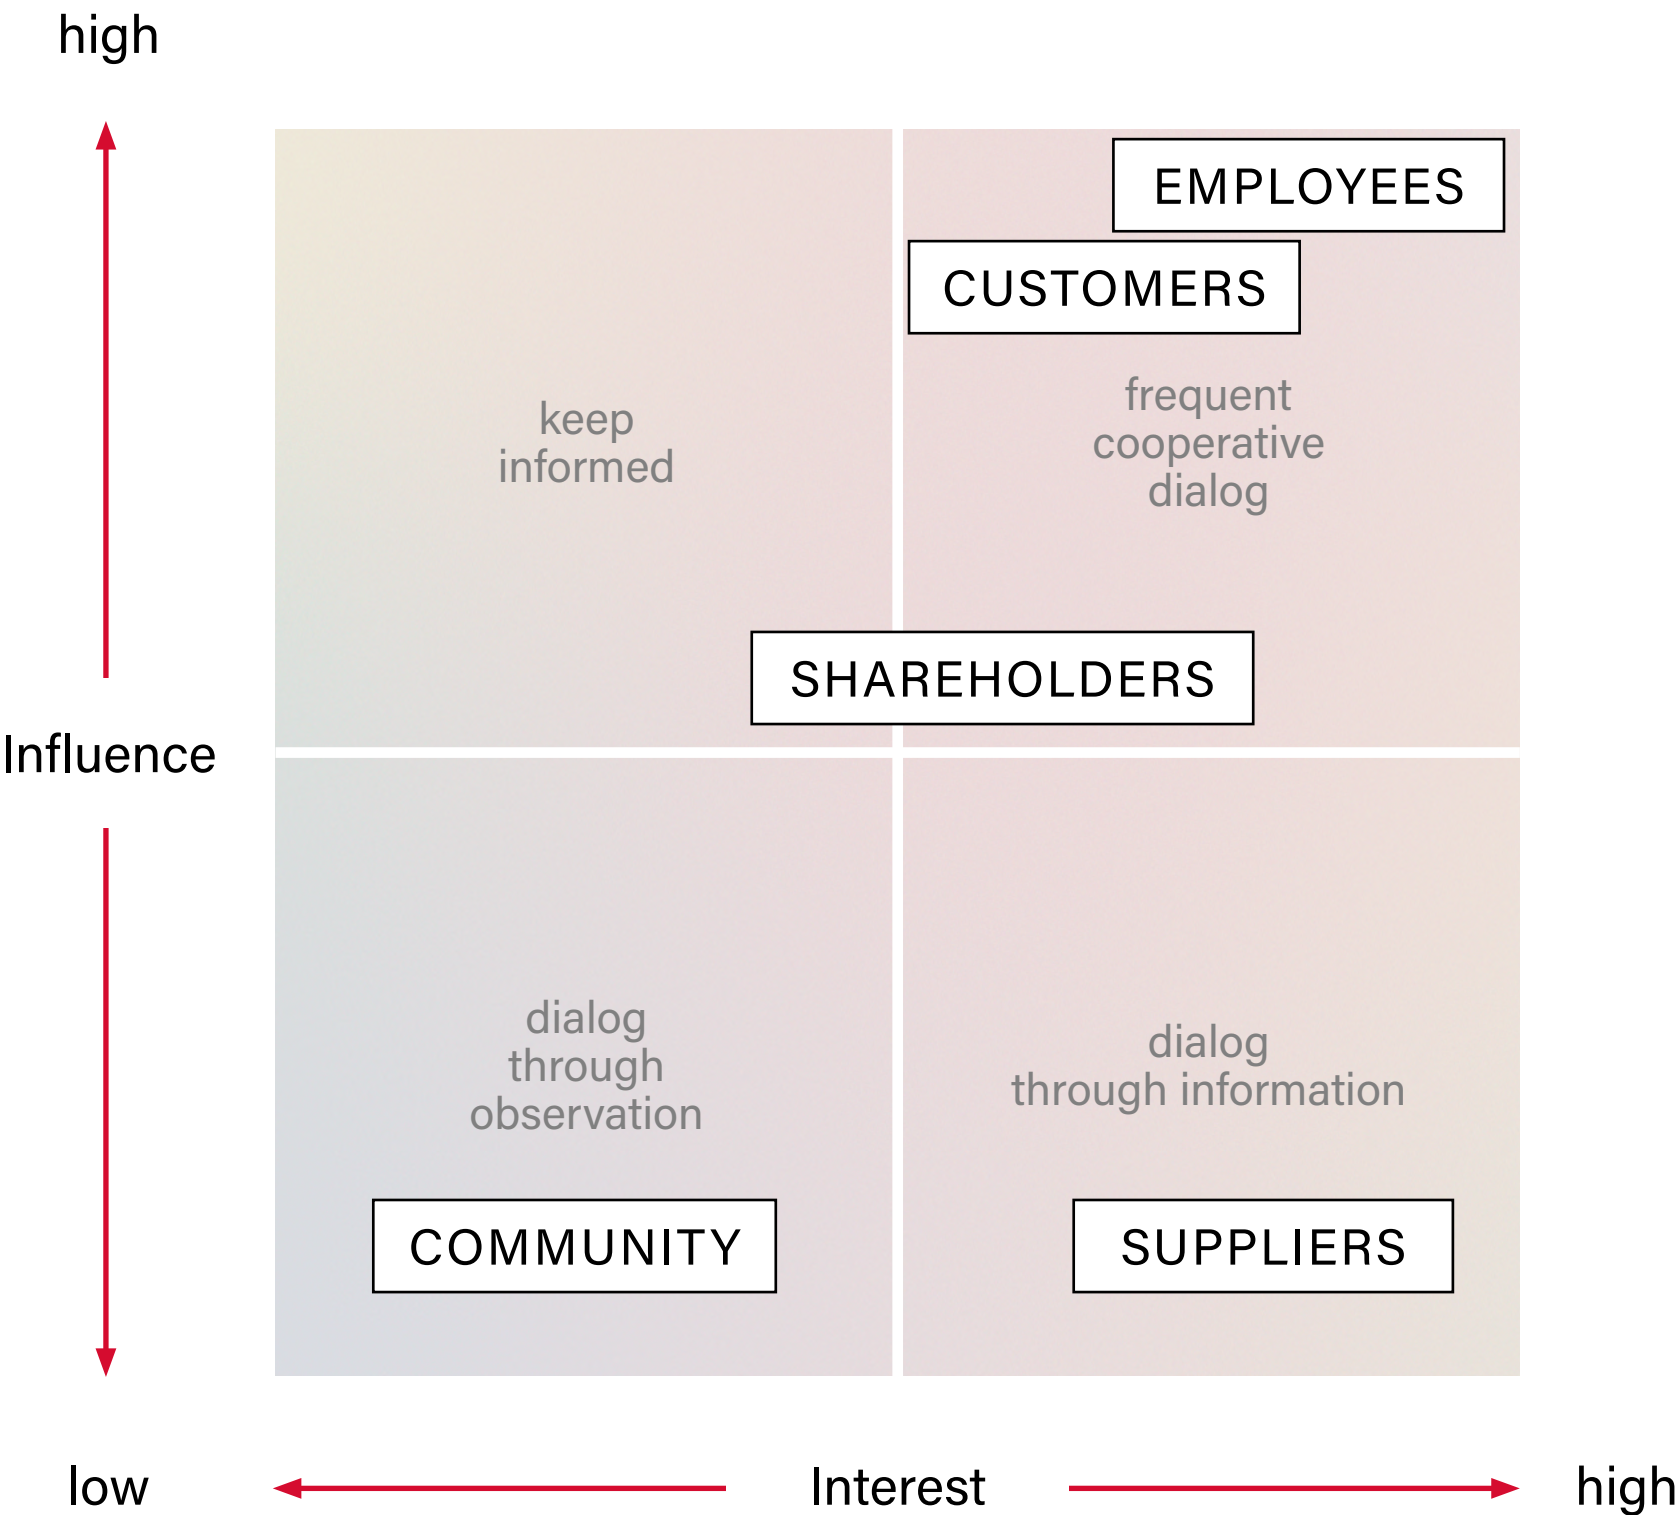 high
EMPLOYEES
CUSTOMERS
keep
informed
frequent
cooperative
dialog
SHAREHOLDERS
Influence
dialog
through
observation
dialog
through information
COMMUNITY
SUPPLIERS
low
Interest
high